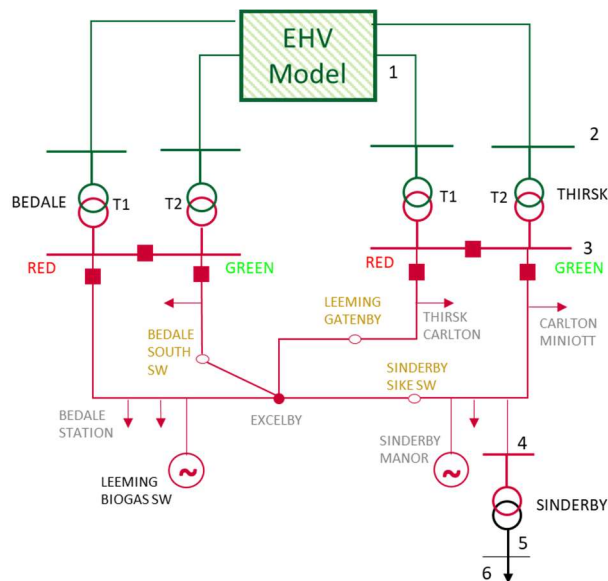 EHV
Model
1
2
BEDALE
T1
T2
T1
T2
THIRSK
RED
GREEN
RED
GREEN
3
LEEMING
GATENBY
THIRSK
CARLTON
CARLTON
MINIOTT
BEDALE
SOUTH
SW
SINDERBY
SIKE SW
BEDALE
STATION
EXCELBY
SINDERBY
MANOR
4
LEEMING
BIOGAS SW
SINDERBY
5
6